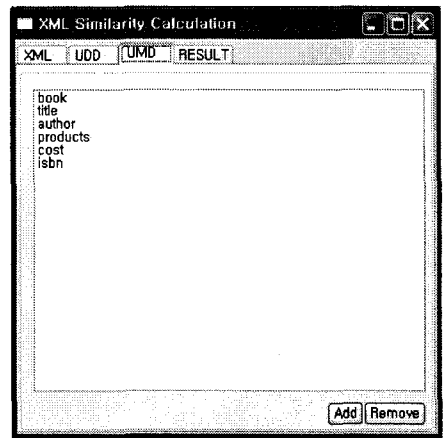 XML Similarity Calculation
XML UDD UMD RESULT
book
title
author
products
cost
isbn
Add Remove